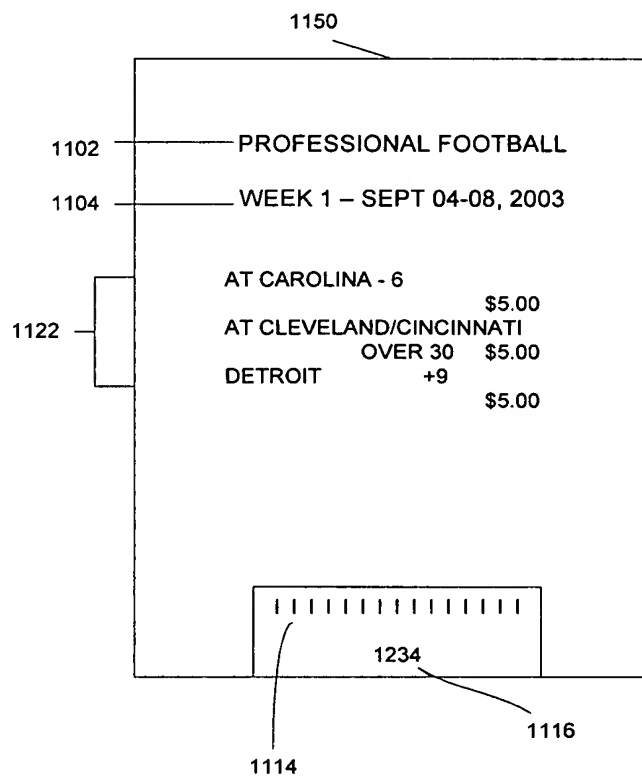 1150
1102 PROFESSIONAL FOOTBALL
1104 WEEK 1 – SEPT 04-08, 2003
AT CAROLINA - 6
$5.00
1122 AT CLEVELAND/CINCINNATI
OVER 30 $5.00
DETROIT +9
$5.00
1234
1116
1114